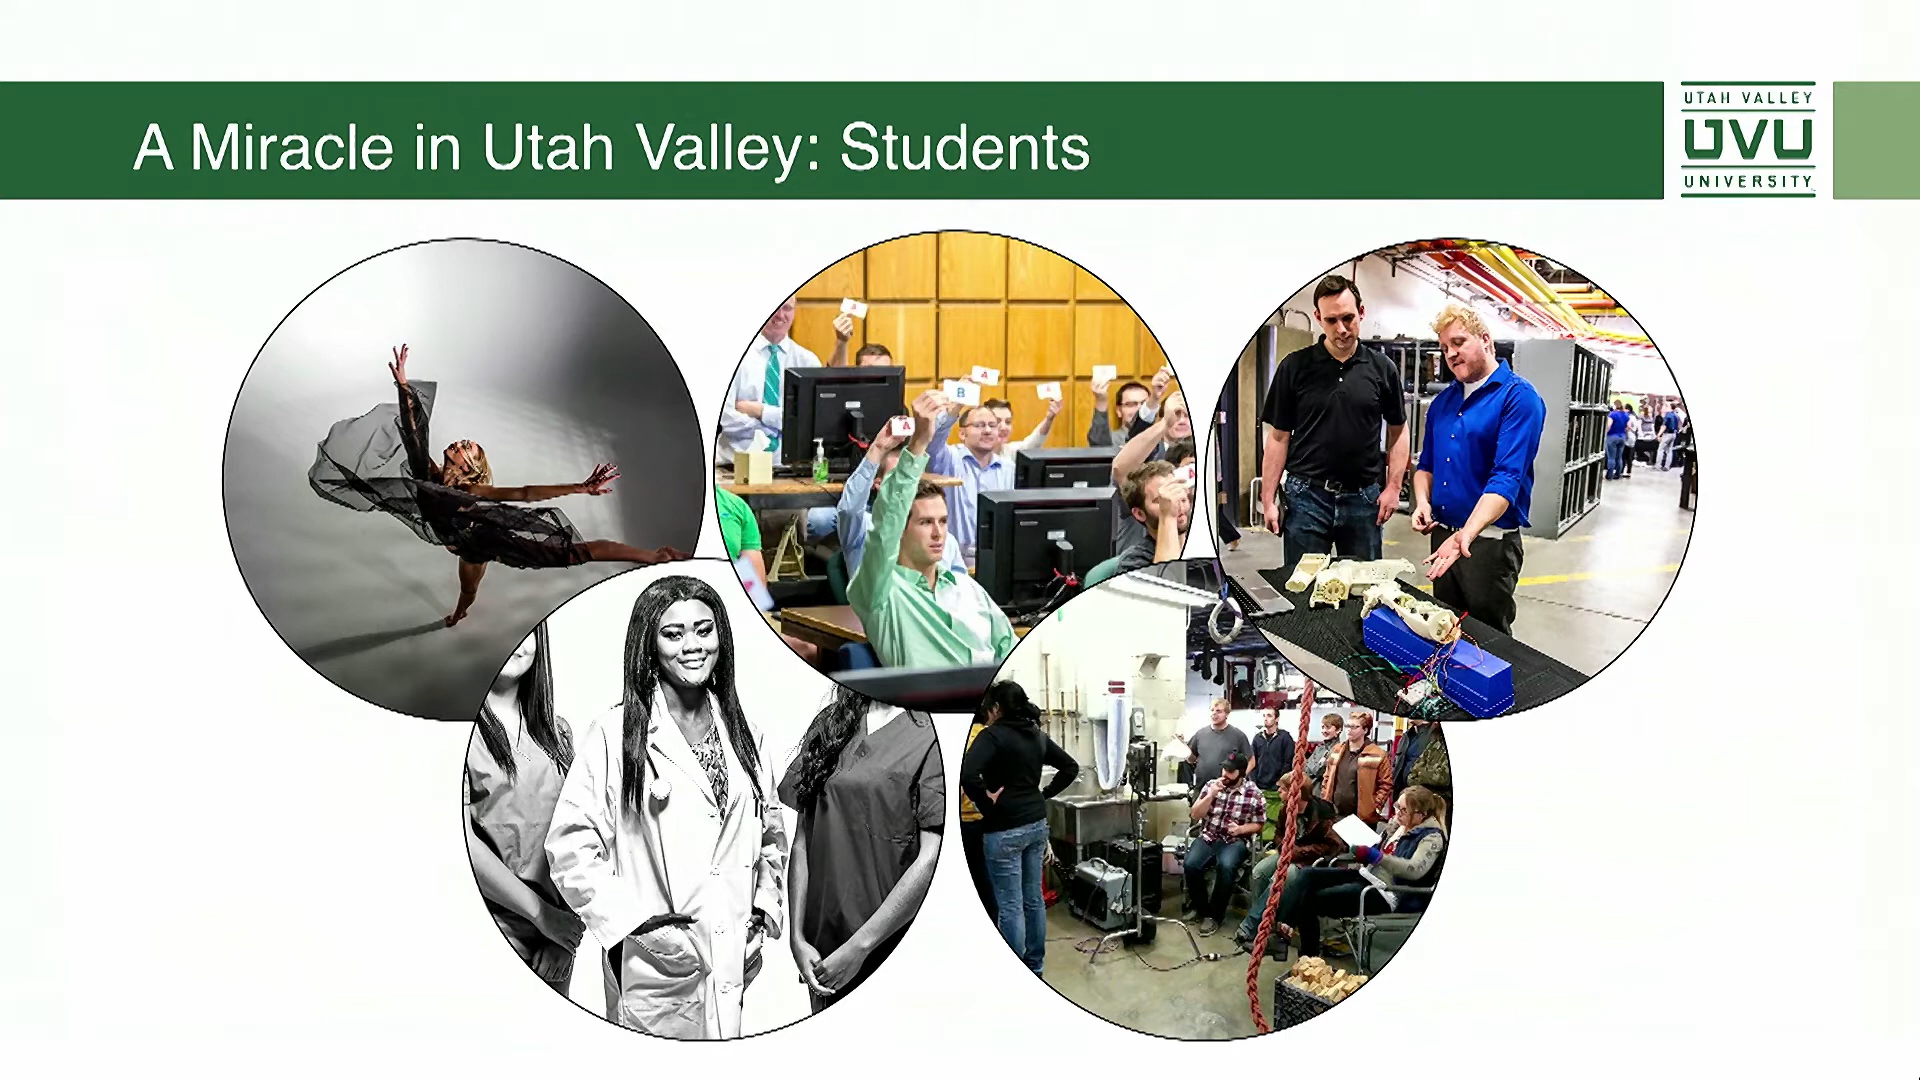 A Miracle in Utah Valley: Students
UTAH VALLEY
UVU
UNIVERSITY
A
B
A
A